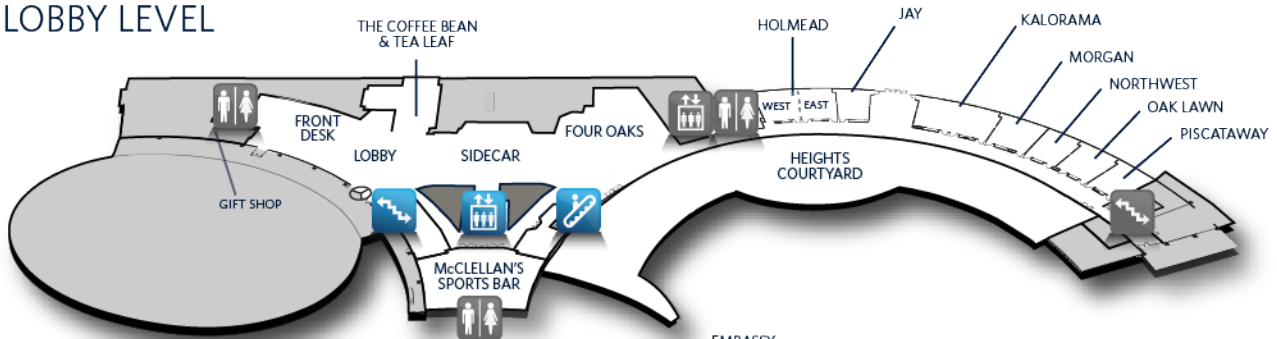 LOBBY LEVEL
THE COFFEE BEAN
& TEA LEAF
HOLMEAD
JAY
KALORAMA
MORGAN
NORTHWEST
OAK LAWN
PISCATAWAY
WEST
EAST
FRONT
DESK
LOBBY
SIDECAR
FOUR OAKS
HEIGHTS
COURTYARD
GIFT SHOP
McCLELLAN'S
SPORTS BAR
EMBASSY